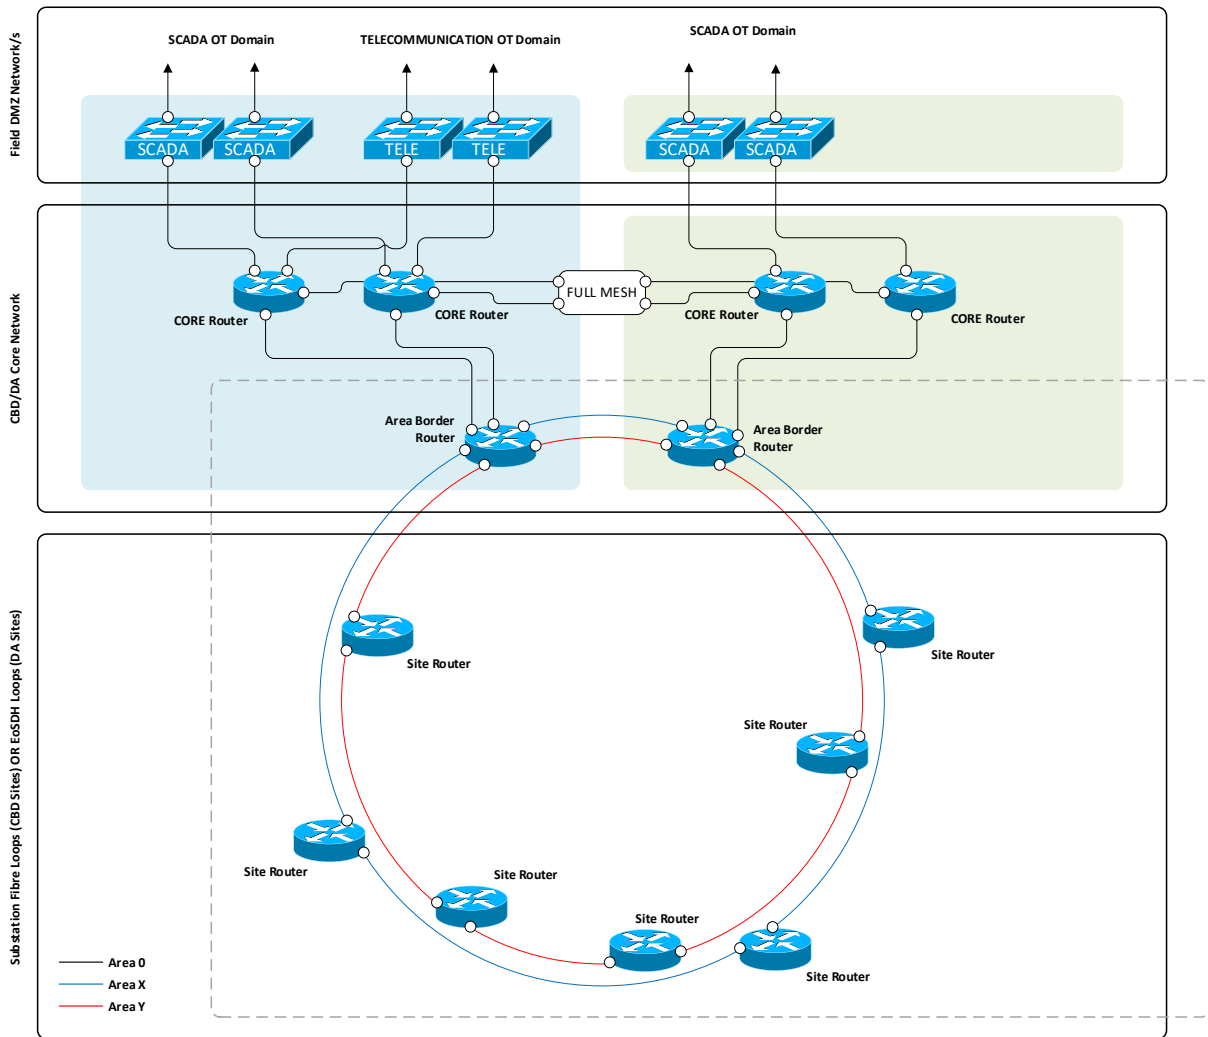 Field DMZ Network/s
SCADA OT Domain
TELECOMMUNICATION OT Domain
SCADA OT Domain
SCADA
SCADA
TELE
TELE
SCADA
SCADA
CBD/DA Core Network
FULL MESH
CORE Router
CORE Router
CORE Router
CORE Router
Area Border
Router
Area Border
Router
Substation Fibre Loops (CBD Sites) OR EoSDH Loops (DA Sites)
Site Router
Site Router
Site Router
Site Router
Site Router
Site Router
Site Router
Area 0
Area X
Area Y